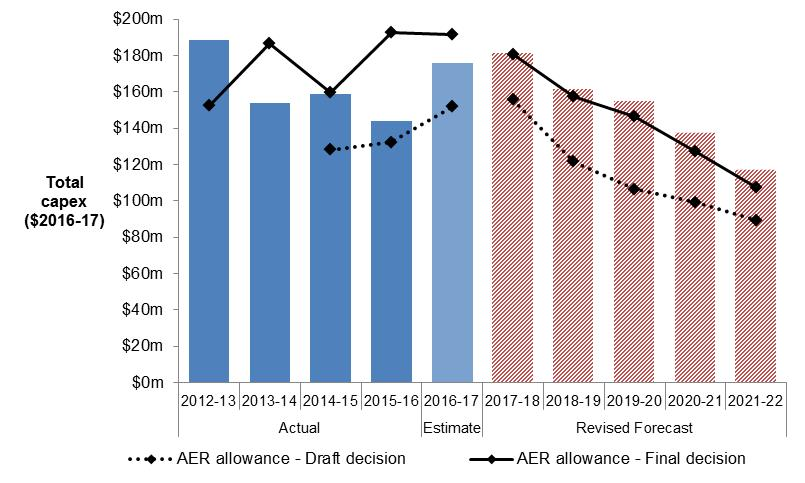 $200m
$180m
$160m
$140m
$120m
$100m
$80m
$60m
$40m
$20m
$0m
Total
capex
($2016-17)
2012-13 2013-14 2014-15 2015-16 2016-17 2017-18 2018-19 2019-20 2020-21 2021-22
Actual Estimate Revised Forecast
AER allowance - Draft decision AER allowance - Final decision